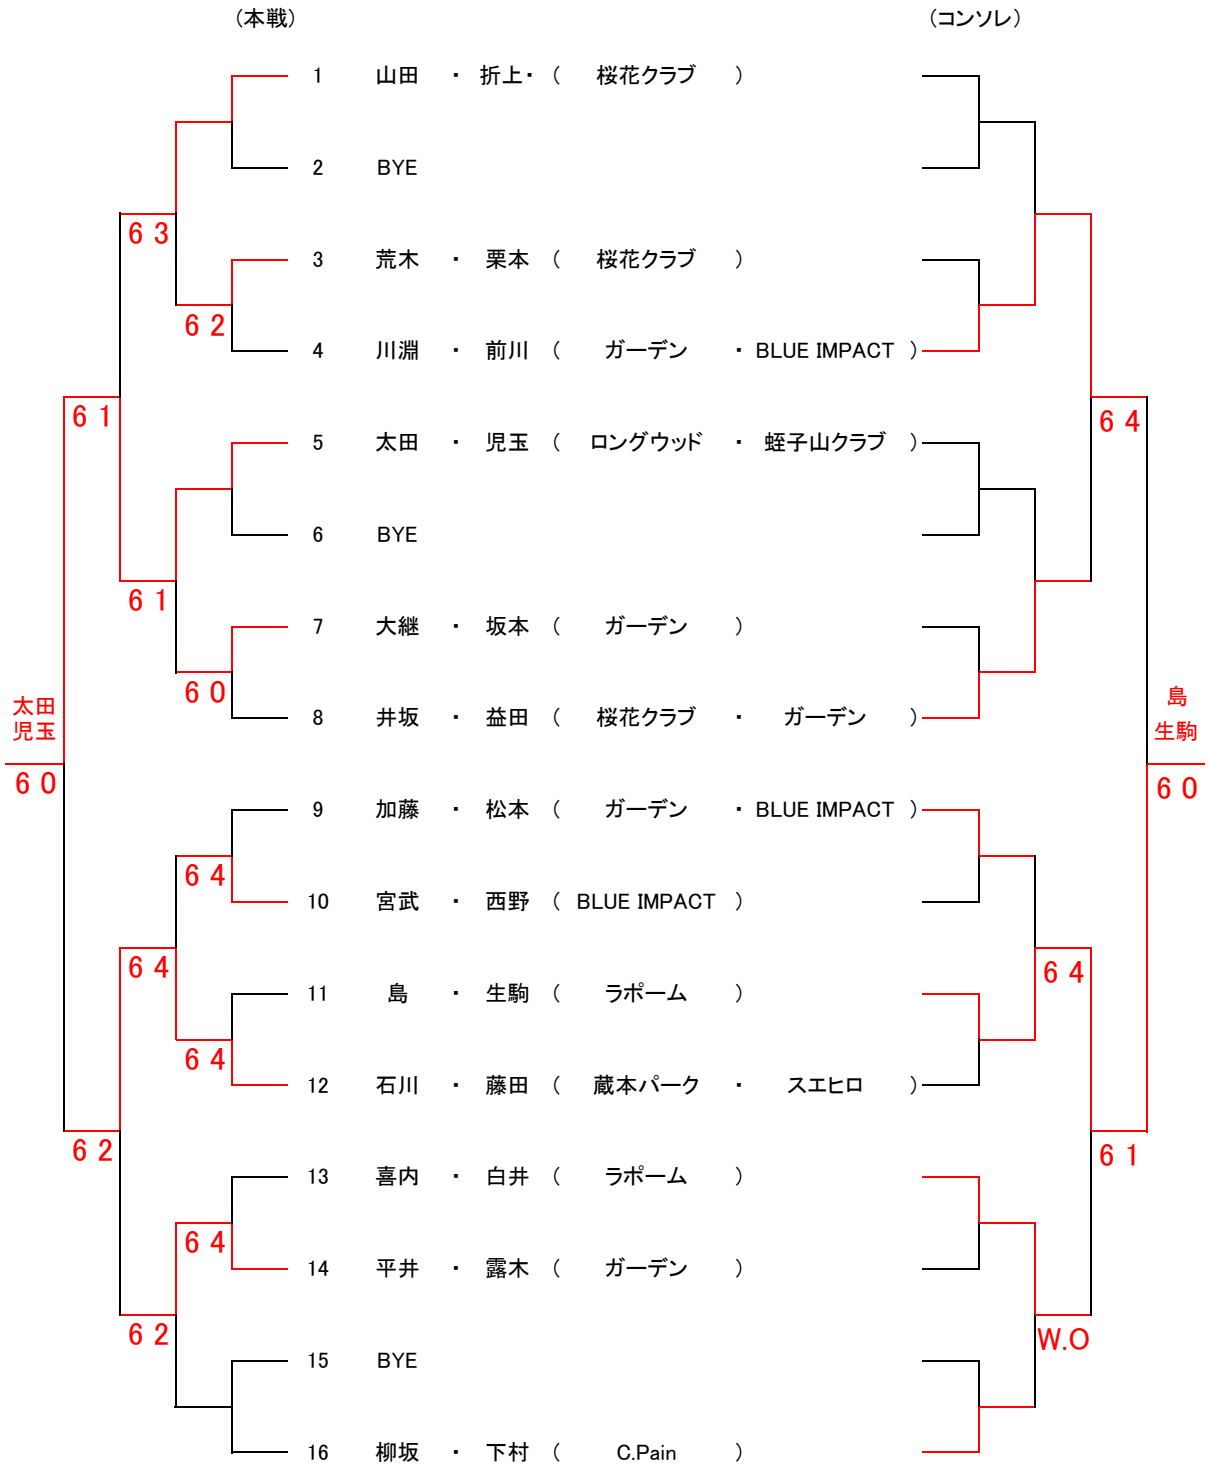 (本戦) (コンソレ)
1 山田 ・ 折上・ ( 桜花クラブ )
2 BYE
6 3
3 荒木 ・ 栗本 ( 桜花クラブ )
6 2
4 川淵 ・ 前川 ( ガーデン ・ BLUE IMPACT )
6 1 6 4
5 太田 ・ 児玉 ( ロングウッド ・ 蛭子山クラブ )
6 BYE
6 1
7 大継 ・ 坂本 ( ガーデン )
6 0
太田 島
8 井坂 ・ 益田 ( 桜花クラブ ・ ガーデン )
児玉 生駒
6 0 6 0
9 加藤 ・ 松本 ( ガーデン ・ BLUE IMPACT )
6 4
10 宮武 ・ 西野 ( BLUE IMPACT )
6 4 6 4
11 島 ・ 生駒 ( ラポーム )
6 4
12 石川 ・ 藤田 ( 蔵本パーク ・ スエヒロ )
6 2 6 1
13 喜内 ・ 白井 ( ラポーム )
6 4
14 平井 ・ 露木 ( ガーデン )
6 2 W.O
15 BYE
16 柳坂 ・ 下村 ( C.Pain )